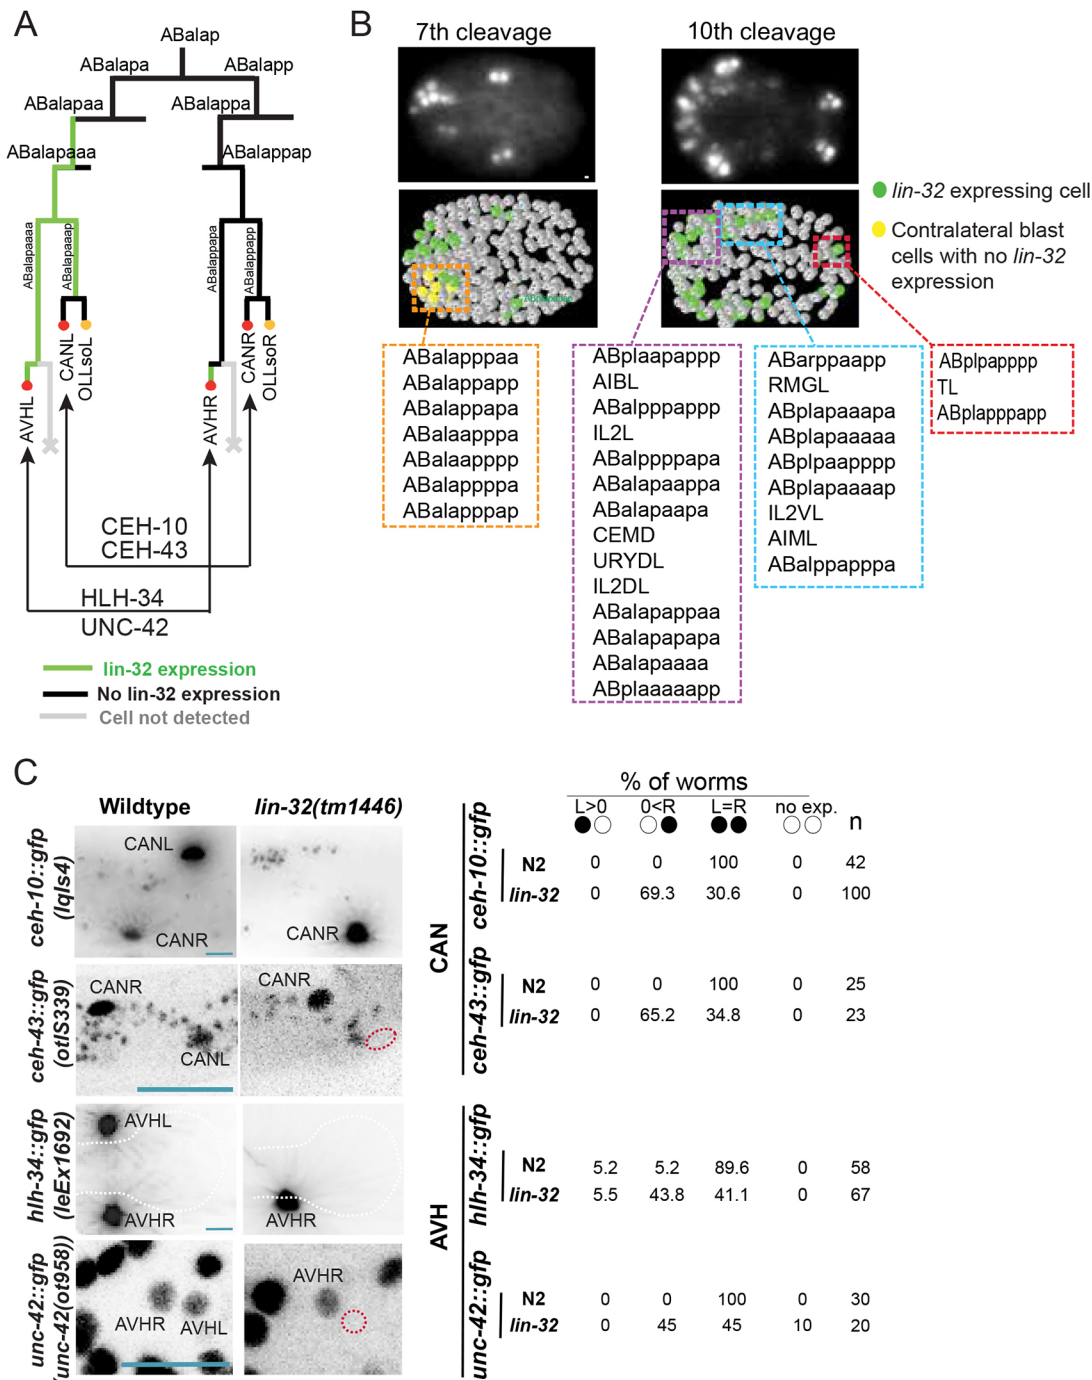 A
ABalap
ABalapa
ABalapp
ABalapaa
ABalappa
ABalapaaa
ABalappap
ABalapaaaa
ABalapaaap
ABalappapa
ABalappapp
CANL
OLLsoL
CANR
OLLsoR
AVHL
AVHR
CEH-10
CEH-43
HLH-34
UNC-42
lin-32 expression
No lin-32 expression
Cell not detected
B
7th cleavage
10th cleavage
lin-32 expressing cell
Contralateral blast
cells with no lin-32
expression
ABalapppaa
ABalappapp
ABalappapa
ABalaapppa
ABalaapppp
ABalappppa
ABalapppap
ABplaapappp
AIBL
ABalpppappp
IL2L
ABalppppapa
ABalapaappa
ABalapaapa
CEMD
URYDL
IL2DL
ABalapappaa
ABalapapapa
ABalapaaaa
ABplaaaaapp
ABarppaapp
RMGL
ABplapaaapa
ABplapaaaaa
ABplpaapppp
ABplapaaaap
IL2VL
AIML
ABalppapppa
ABplpapppp
TL
ABplapppapp
C
Wildtype
lin-32(tm1446)
ceh-10::gfp
(lqIs4)
CANL
CANR
CANR
ceh-43::gfp
(otIS339)
CANR
CANL
CANR
hlh-34::gfp
(leEx1692)
AVHL
AVHR
AVHR
unc-42::gfp
(unc-42(ot958))
AVHR
AVHL
AVHR
% of worms
L>0 0<R L=R no exp. n
CAN
ceh-10::gfp
N2 0 0 100 0 42
lin-32 0 69.3 30.6 0 100
ceh-43::gfp
N2 0 0 100 0 25
lin-32 0 65.2 34.8 0 23
AVH
hlh-34::gfp
N2 5.2 5.2 89.6 0 58
lin-32 5.5 43.8 41.1 0 67
unc-42::gfp
N2 0 0 100 0 30
lin-32 0 45 45 10 20